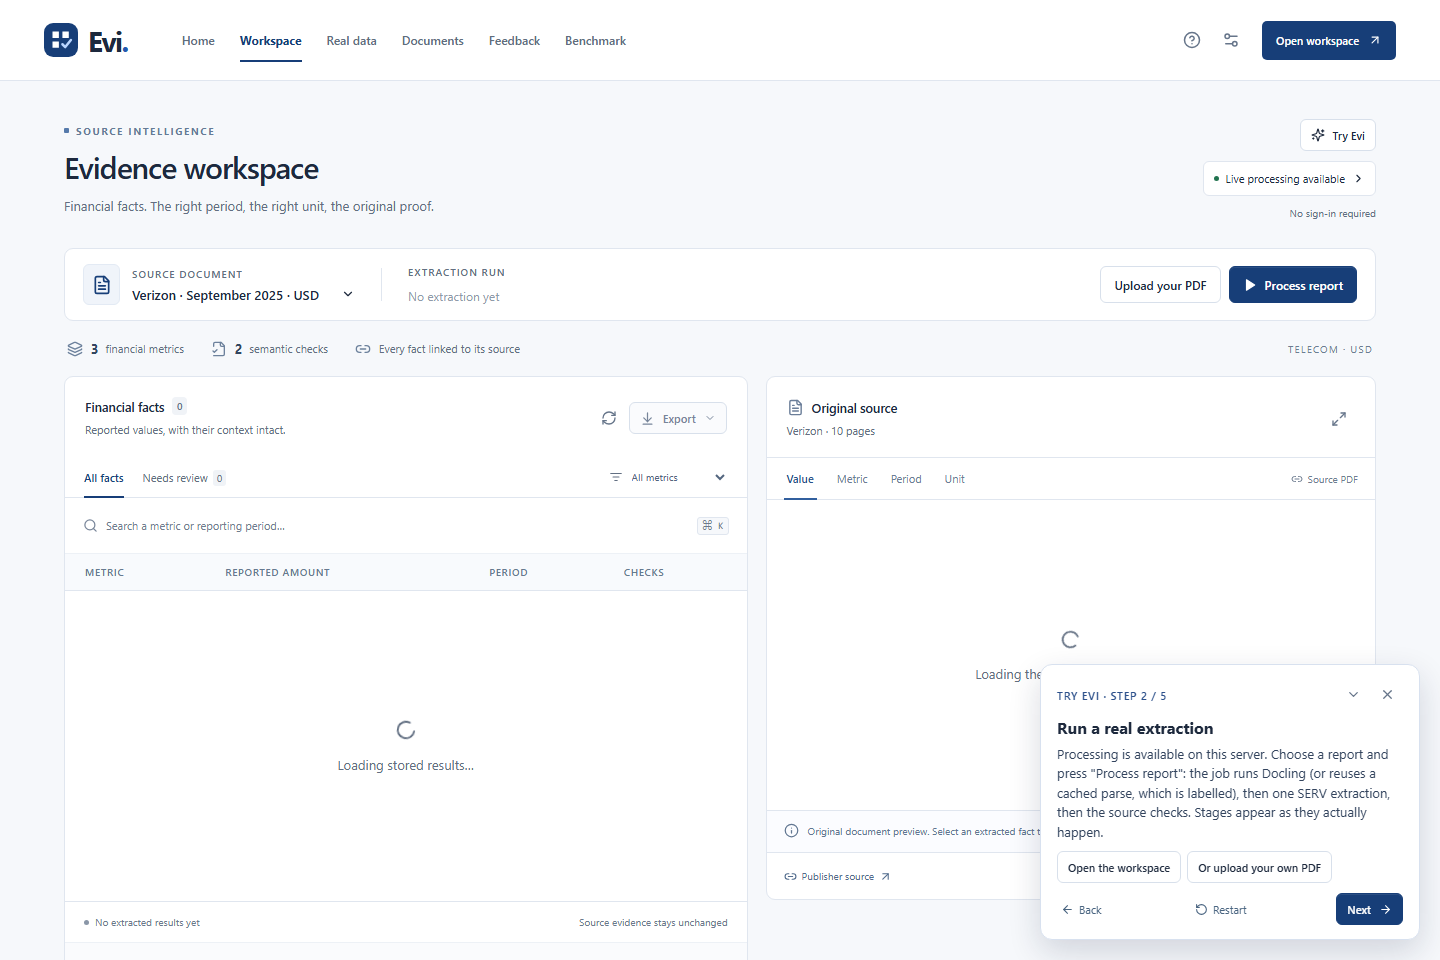 Evi.
Home
Workspace
Real data
Documents
Feedback
Benchmark
Open workspace
SOURCE INTELLIGENCE
Evidence workspace
Financial facts. The right period, the right unit, the original proof.
Try Evi
Live processing available
No sign-in required
SOURCE DOCUMENT
Verizon · September 2025 · USD
EXTRACTION RUN
No extraction yet
Upload your PDF
Process report
3 financial metrics
2 semantic checks
Every fact linked to its source
TELECOM · USD
Financial facts 0
Reported values, with their context intact.
Export
All facts
Needs review 0
All metrics
Search a metric or reporting period...
⌘ K
METRIC
REPORTED AMOUNT
PERIOD
CHECKS
Loading stored results...
No extracted results yet
Source evidence stays unchanged
Original source
Verizon · 10 pages
Value
Metric
Period
Unit
Source PDF
Loading the
Original document preview. Select an extracted fact t
Publisher source
TRY EVI · STEP 2 / 5
Run a real extraction
Processing is available on this server. Choose a report and
press "Process report": the job runs Docling (or reuses a
cached parse, which is labelled), then one SERV extraction,
then the source checks. Stages appear as they actually
happen.
Open the workspace
Or upload your own PDF
Back
Restart
Next